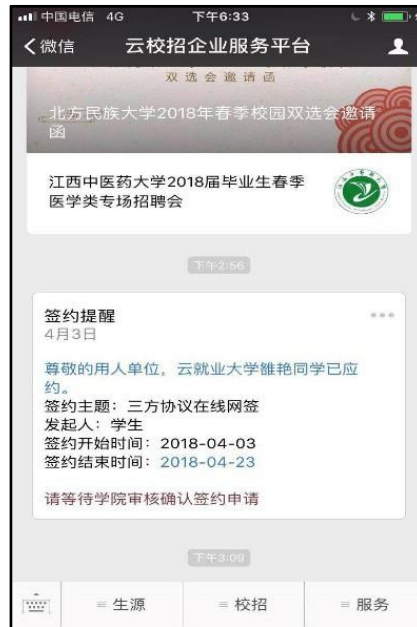 中国电信 4G 下午6:33
微信 云校招企业服务平台
双选会邀请函
北方民族大学2018年春季校园双选会邀请
函
江西中医药大学2018届毕业生春季
医学类专场招聘会
下午2:56
签约提醒
4月3日
尊敬的用人单位，云就业大学雒艳同学已应
约。
签约主题：三方协议在线网签
发起人：学生
签约开始时间：2018-04-03
签约结束时间：2018-04-23
请等待学院审核确认签约申请
下午3:09
生源 校招 服务